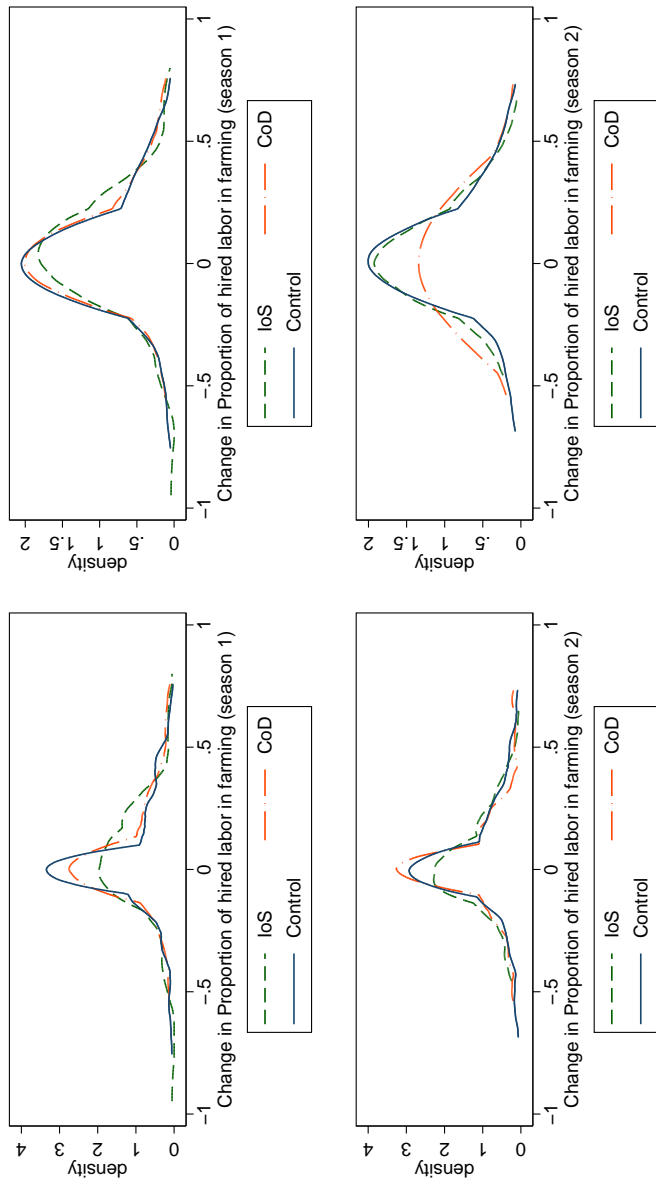 4
3
2
1
0
density
−1
−.5
0
.5
1
Change in Proportion of hired labor in farming (season 1)
IoS
CoD
Control
2
1.5
1
.5
0
density
−1
−.5
0
.5
1
Change in Proportion of hired labor in farming (season 1)
IoS
CoD
Control
4
3
2
1
0
density
−1
−.5
0
.5
1
Change in Proportion of hired labor in farming (season 2)
IoS
CoD
Control
2
1.5
1
.5
0
density
−1
−.5
0
.5
1
Change in Proportion of hired labor in farming (season 2)
IoS
CoD
Control